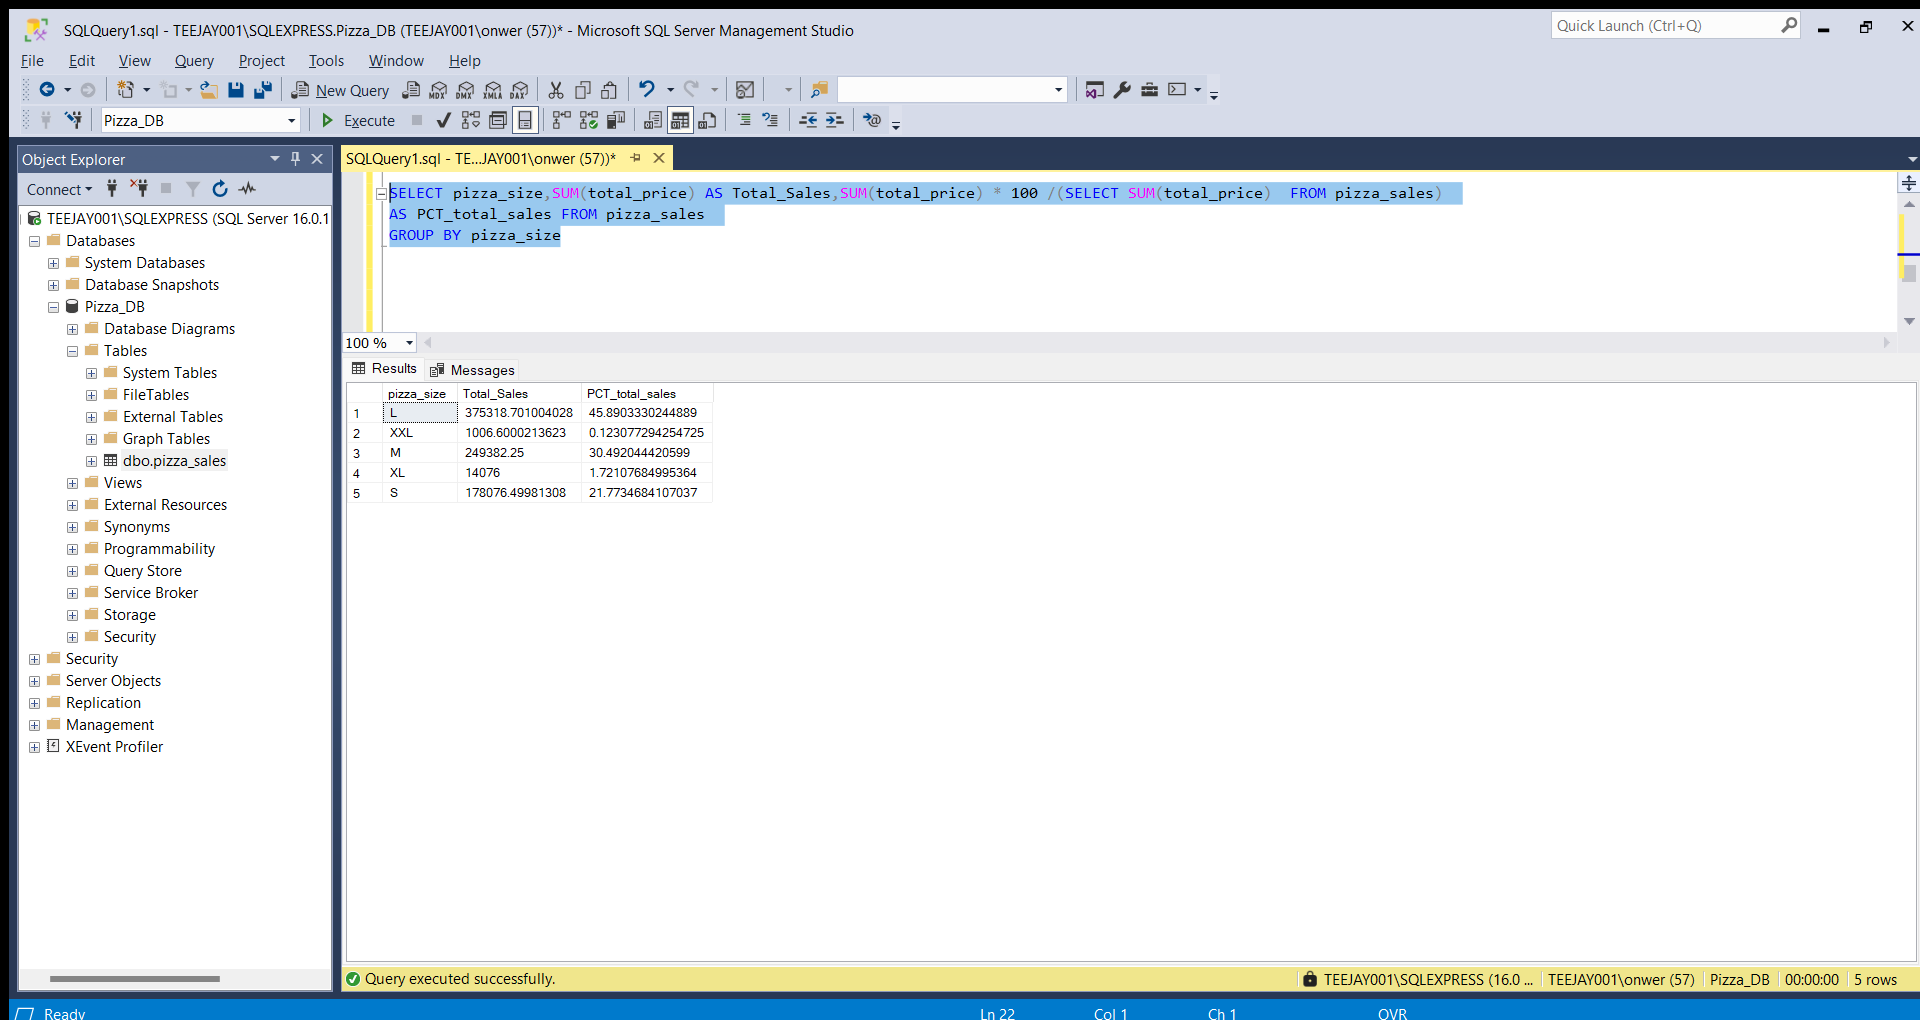 SQLQuery1.sql - TEEJAY001\SQLEXPRESS.Pizza_DB (TEEJAY001\onwer (57))* - Microsoft SQL Server Management Studio
Quick Launch (Ctrl+Q)
File Edit View Query Project Tools Window Help
New Query MDX DMX XMLA DAX
Pizza_DB Execute
Object Explorer
Connect
TEEJAY001\SQLEXPRESS (SQL Server 16.0.1
Databases
System Databases
Database Snapshots
Pizza_DB
Database Diagrams
Tables
System Tables
FileTables
External Tables
Graph Tables
dbo.pizza_sales
Views
External Resources
Synonyms
Programmability
Query Store
Service Broker
Storage
Security
Security
Server Objects
Replication
Management
XEvent Profiler
SQLQuery1.sql - TE...JAY001\onwer (57))*
SELECT pizza_size,SUM(total_price) AS Total_Sales,SUM(total_price) * 100 /(SELECT SUM(total_price)  FROM pizza_sales)
AS PCT_total_sales FROM pizza_sales
GROUP BY pizza_size
100 %
Results Messages
pizza_size Total_Sales PCT_total_sales
1 L 375318.701004028 45.8903330244889
2 XXL 1006.6000213623 0.123077294254725
3 M 249382.25 30.492044420599
4 XL 14076 1.72107684995364
5 S 178076.49981308 21.7734684107037
Query executed successfully.
TEEJAY001\SQLEXPRESS (16.0 ... TEEJAY001\onwer (57) Pizza_DB 00:00:00 5 rows
Ready Ln 22 Col 1 Ch 1 OVR